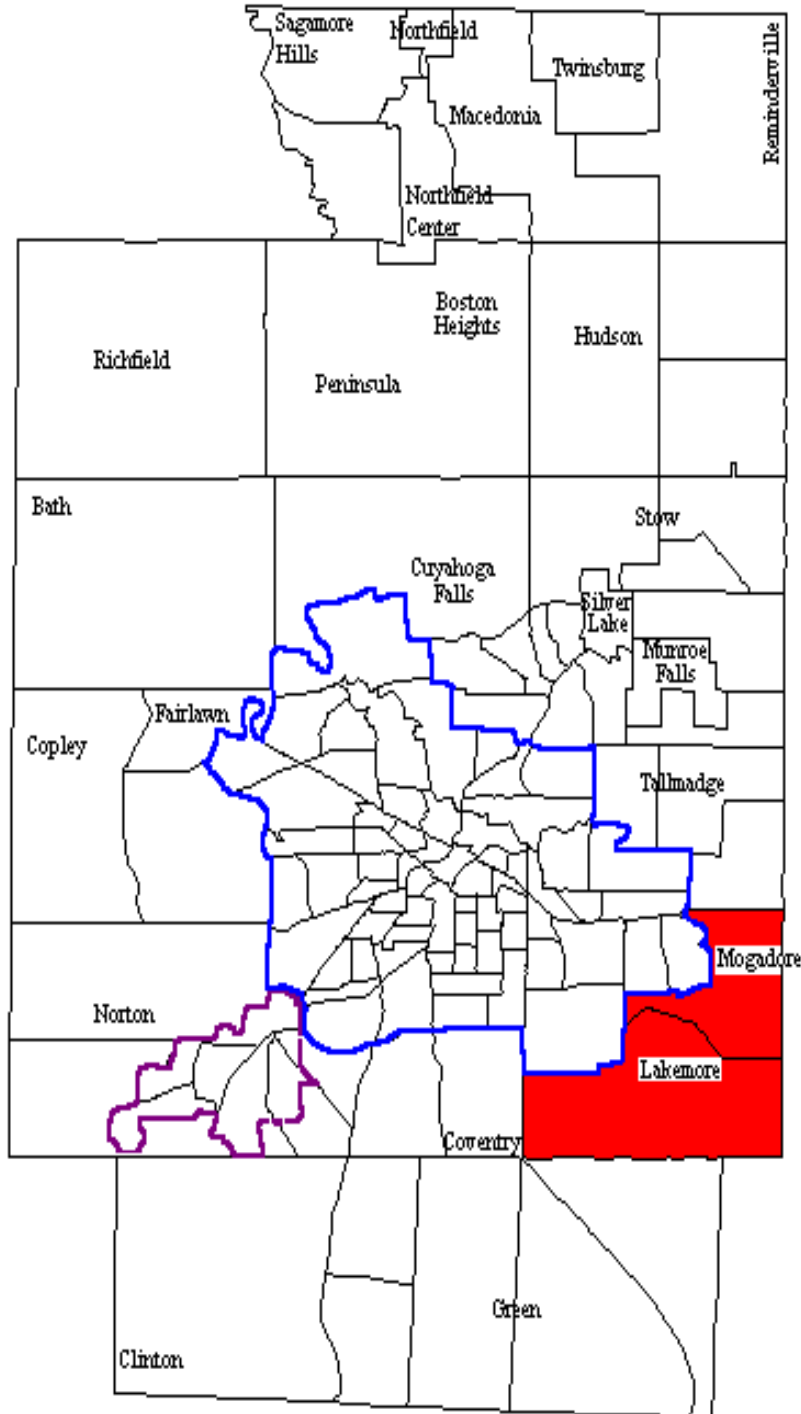 Sagamore
Hills
Northfield
Twinsburg
Reminderville
Macedonia
Northfield
Center
Boston
Heights
Hudson
Richfield
Peninsula
Bath
Stow
Cuyahoga
Falls
Silver
Lake
Munroe
Falls
Fairlawn
Copley
Tallmadge
Mogadore
Norton
Lakemore
Coventry
Green
Clinton